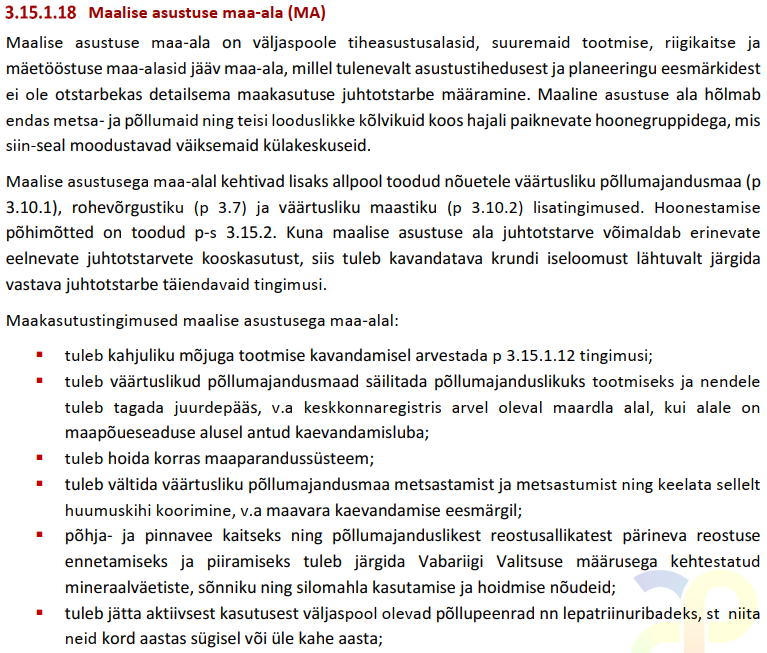 3.15.1.18 Maalise asustuse maa-ala (MA)
Maalise asustuse maa-ala on väljaspoole tiheasustusalasid, suuremaid tootmise, riigikaitse ja
mäetööstuse maa-alasid jääv maa-ala, millel tulenevalt asustustihedusest ja planeeringu eesmärkidest
ei ole otstarbekas detailsema maakasutuse juhtotstarbe määramine. Maaline asustuse ala hõlmab
endas metsa- ja põllumaid ning teisi looduslikke kõlvikuid koos hajali paiknevate hoonegruppidega, mis
siin-seal moodustavad väiksemaid külakeskuseid.
Maalise asustusega maa-alal kehtivad lisaks allpool toodud nõuetele väärtusliku põllumajandusmaa (p
3.10.1), rohevõrgustiku (p 3.7) ja väärtusliku maastiku (p 3.10.2) lisatingimused. Hoonestamise
põhimõtted on toodud p-s 3.15.2. Kuna maalise asustuse ala juhtotstarve võimaldab erinevate
eelnevate juhtotstarvete kooskasutust, siis tuleb kavandatava krundi iseloomust lähtuvalt järgida
vastava juhtotstarbe täiendavaid tingimusi.
Maakasutustingimused maalise asustusega maa-alal:
▪ tuleb kahjuliku mõjuga tootmise kavandamisel arvestada p 3.15.1.12 tingimusi;
▪ tuleb väärtuslikud põllumajandusmaad säilitada põllumajanduslikuks tootmiseks ja nendele
tuleb tagada juurdepääs, v.a keskkonnaregistris arvel oleval maardla alal, kui alale on
maapõueseaduse alusel antud kaevandamisluba;
▪ tuleb hoida korras maaparandussüsteem;
▪ tuleb vältida väärtusliku põllumajandusmaa metsastamist ja metsastumist ning keelata sellelt
huumuskihi koorimine, v.a maavara kaevandamise eesmärgil;
▪ põhja- ja pinnavee kaitseks ning põllumajanduslikest reostusallikatest pärineva reostuse
ennetamiseks ja piiramiseks tuleb järgida Vabariigi Valitsuse määrusega kehtestatud
mineraalväetiste, sõnniku ning silomahla kasutamise ja hoidmise nõudeid;
▪ tuleb jätta aktiivsest kasutusest väljaspool olevad põllupeenrad nn lepatriinuribadeks, st niita
neid kord aastas sügisel või üle kahe aasta;